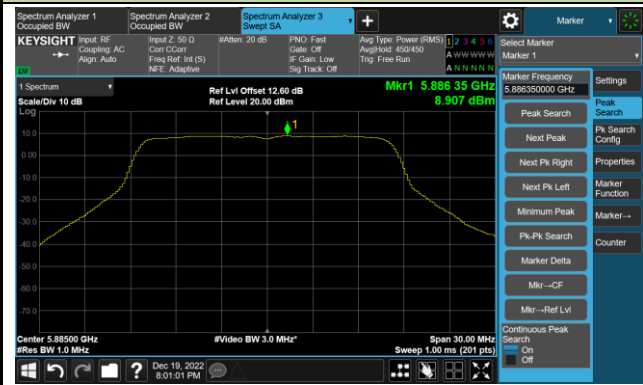 Spectrum Analyzer 1
Occupied BW
Spectrum Analyzer 2
Occupied BW
Spectrum Analyzer 3
Swept SA
Marker
KEYSIGHT
Input: RF
Coupling: AC
Align: Auto
Input Z: 50 Ω
Corr CCorr
Freq Ref: Int (S)
NFE: Adaptive
#Atten: 20 dB
PNO: Fast
Gate: Off
IF Gain: Low
Sig Track: Off
Avg Type: Power (RMS)
Avg|Hold: 450/450
Trig: Free Run
1 2 3 4 5 6
A W W W W W
A N N N N N
Select Marker
Marker 1
1 Spectrum
Scale/Div 10 dB
Log
Ref Lvl Offset 12.60 dB
Ref Level 20.00 dBm
Mkr1 5.886 35 GHz
8.907 dBm
1
10.0
0.00
-10.0
-20.0
-30.0
-40.0
-50.0
-60.0
-70.0
Center 5.88500 GHz
#Res BW 1.0 MHz
#Video BW 3.0 MHz*
Span 30.00 MHz
Sweep 1.00 ms (201 pts)
Marker Frequency
5.886350000 GHz
Peak Search
Next Peak
Next Pk Right
Next Pk Left
Minimum Peak
Pk-Pk Search
Marker Delta
Mkr→CF
Mkr→Ref Lvl
Continuous Peak
Search
On
Off
Settings
Peak
Search
Pk Search
Config
Properties
Marker
Function
Marker→
Counter
Dec 19, 2022
8:01:01 PM